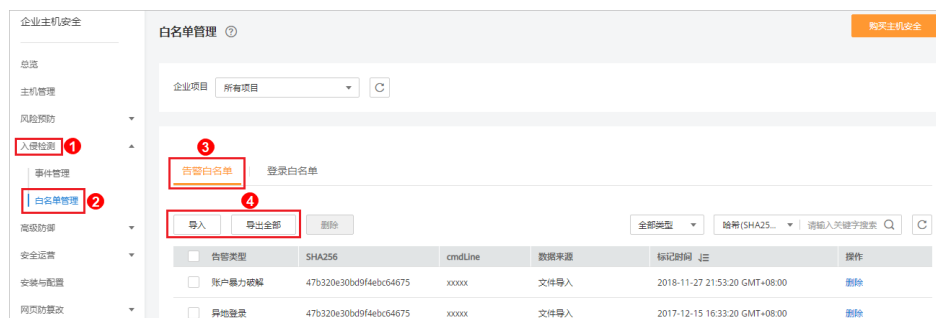 企业主机安全
总览
主机管理
风险预防
入侵检测 1
事件管理
白名单管理 2
高级防御
安全运营
安装与配置
网页防篡改
白名单管理 ?
购买主机安全
企业项目 所有项目
3
告警白名单 登录白名单
4
导入 导出全部 删除 全部类型 哈希(SHA25... 请输入关键字搜索
告警类型 SHA256 cmdLine 数据来源 标记时间 操作
账户暴力破解 47b320e30bd9f4ebc64675 xxxxx 文件导入 2018-11-27 21:53:20 GMT+08:00 删除
异地登录 47b320e30bd9f4ebc64675 xxxxx 文件导入 2017-12-15 16:33:20 GMT+08:00 删除